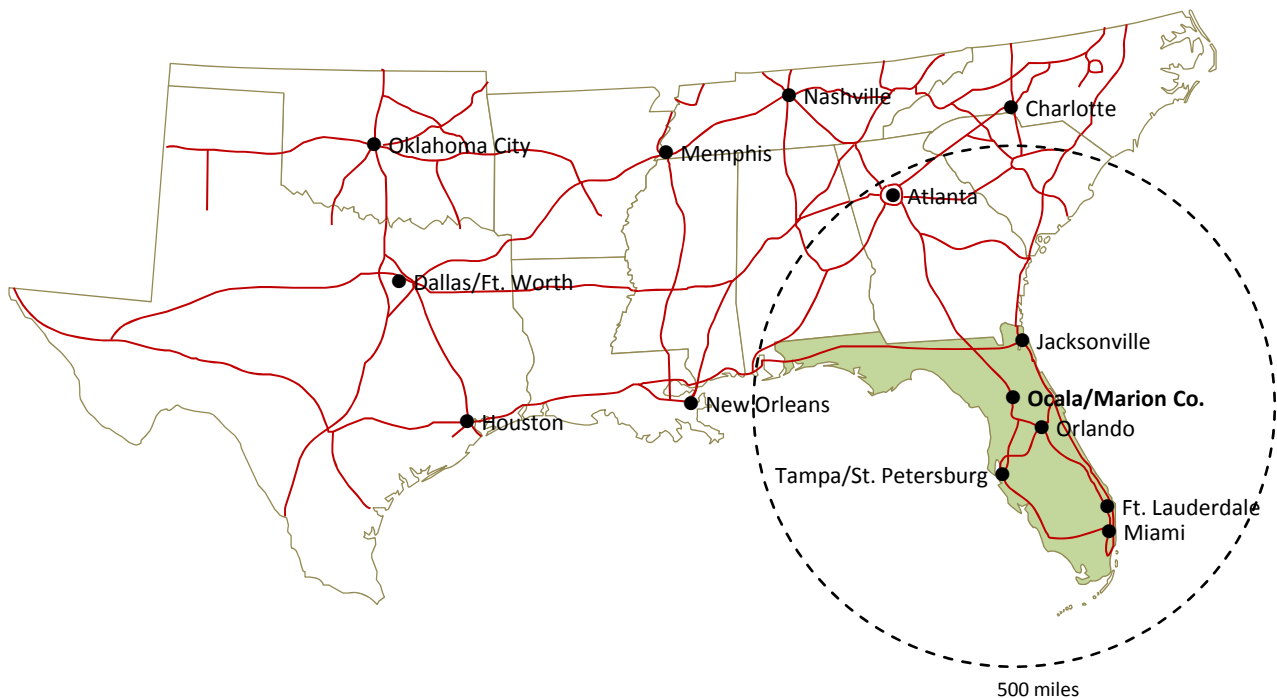 Nashville
Charlotte
Oklahoma City
Memphis
Atlanta
Dallas/Ft. Worth
Jacksonville
Ocala/Marion Co.
New Orleans
Houston
Orlando
Tampa/St. Petersburg
Ft. Lauderdale
Miami
500 miles